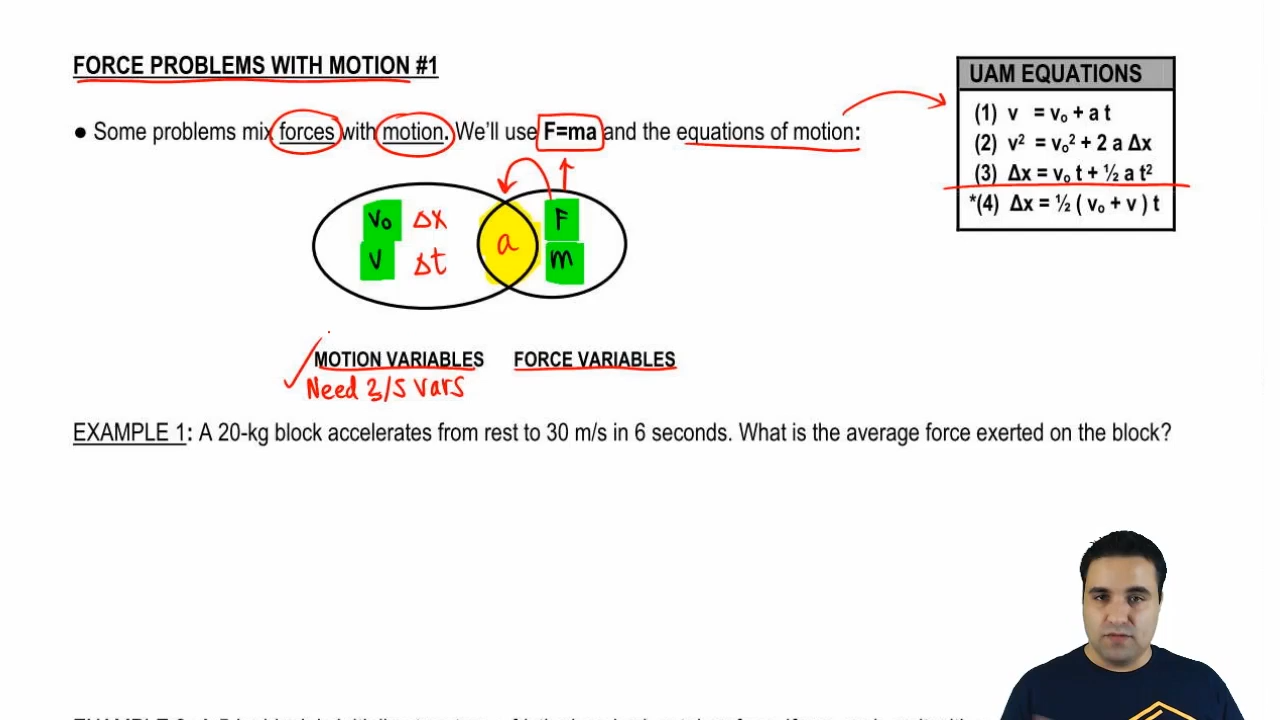 FORCE PROBLEMS WITH MOTION #1
● Some problems mix forces with motion. We'll use F=ma and the equations of motion:
UAM EQUATIONS
(1) v = v₀ + a t
(2) v² = v₀² + 2 a Δx
(3) Δx = v₀ t + ½ a t²
*(4) Δx = ½ ( v₀ + v ) t
v₀ Δx a F
v Δt m
MOTION VARIABLES FORCE VARIABLES
Need 3/5 vars
EXAMPLE 1: A 20-kg block accelerates from rest to 30 m/s in 6 seconds. What is the average force exerted on the block?